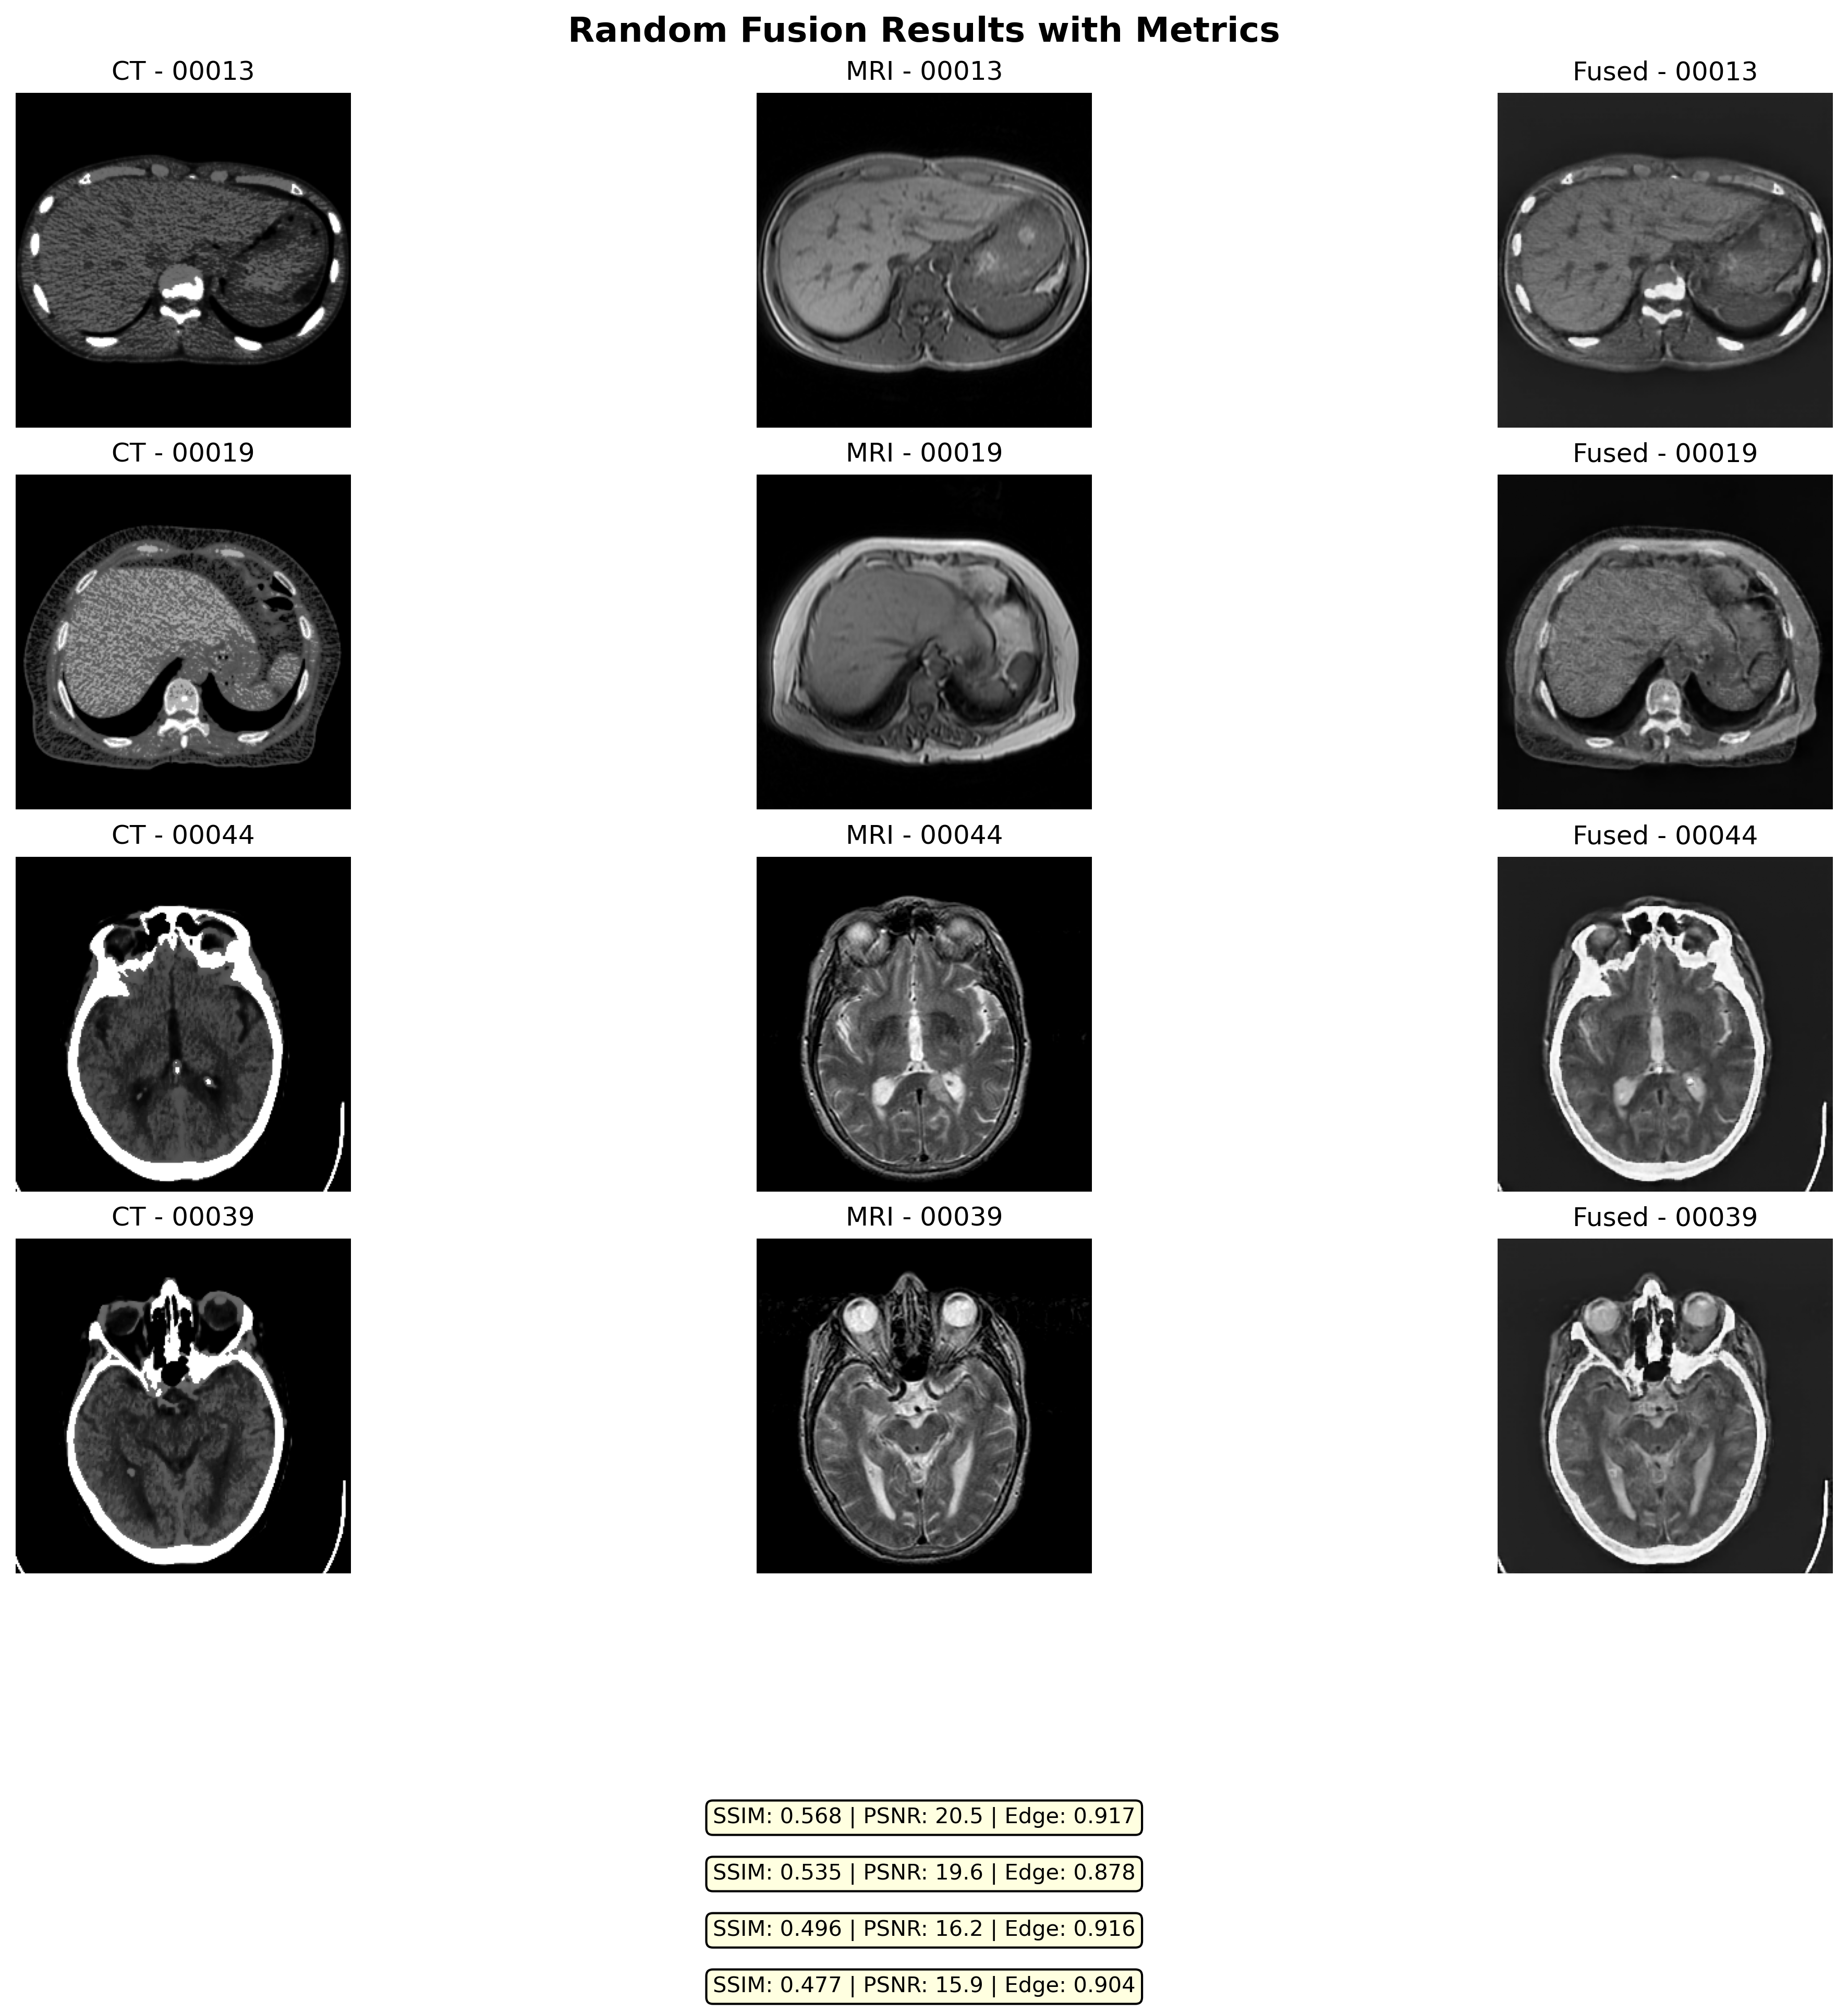 Random Fusion Results with Metrics
CT - 00013
MRI - 00013
Fused - 00013
CT - 00019
MRI - 00019
Fused - 00019
CT - 00044
MRI - 00044
Fused - 00044
CT - 00039
MRI - 00039
Fused - 00039
SSIM: 0.568 | PSNR: 20.5 | Edge: 0.917
SSIM: 0.535 | PSNR: 19.6 | Edge: 0.878
SSIM: 0.496 | PSNR: 16.2 | Edge: 0.916
SSIM: 0.477 | PSNR: 15.9 | Edge: 0.904